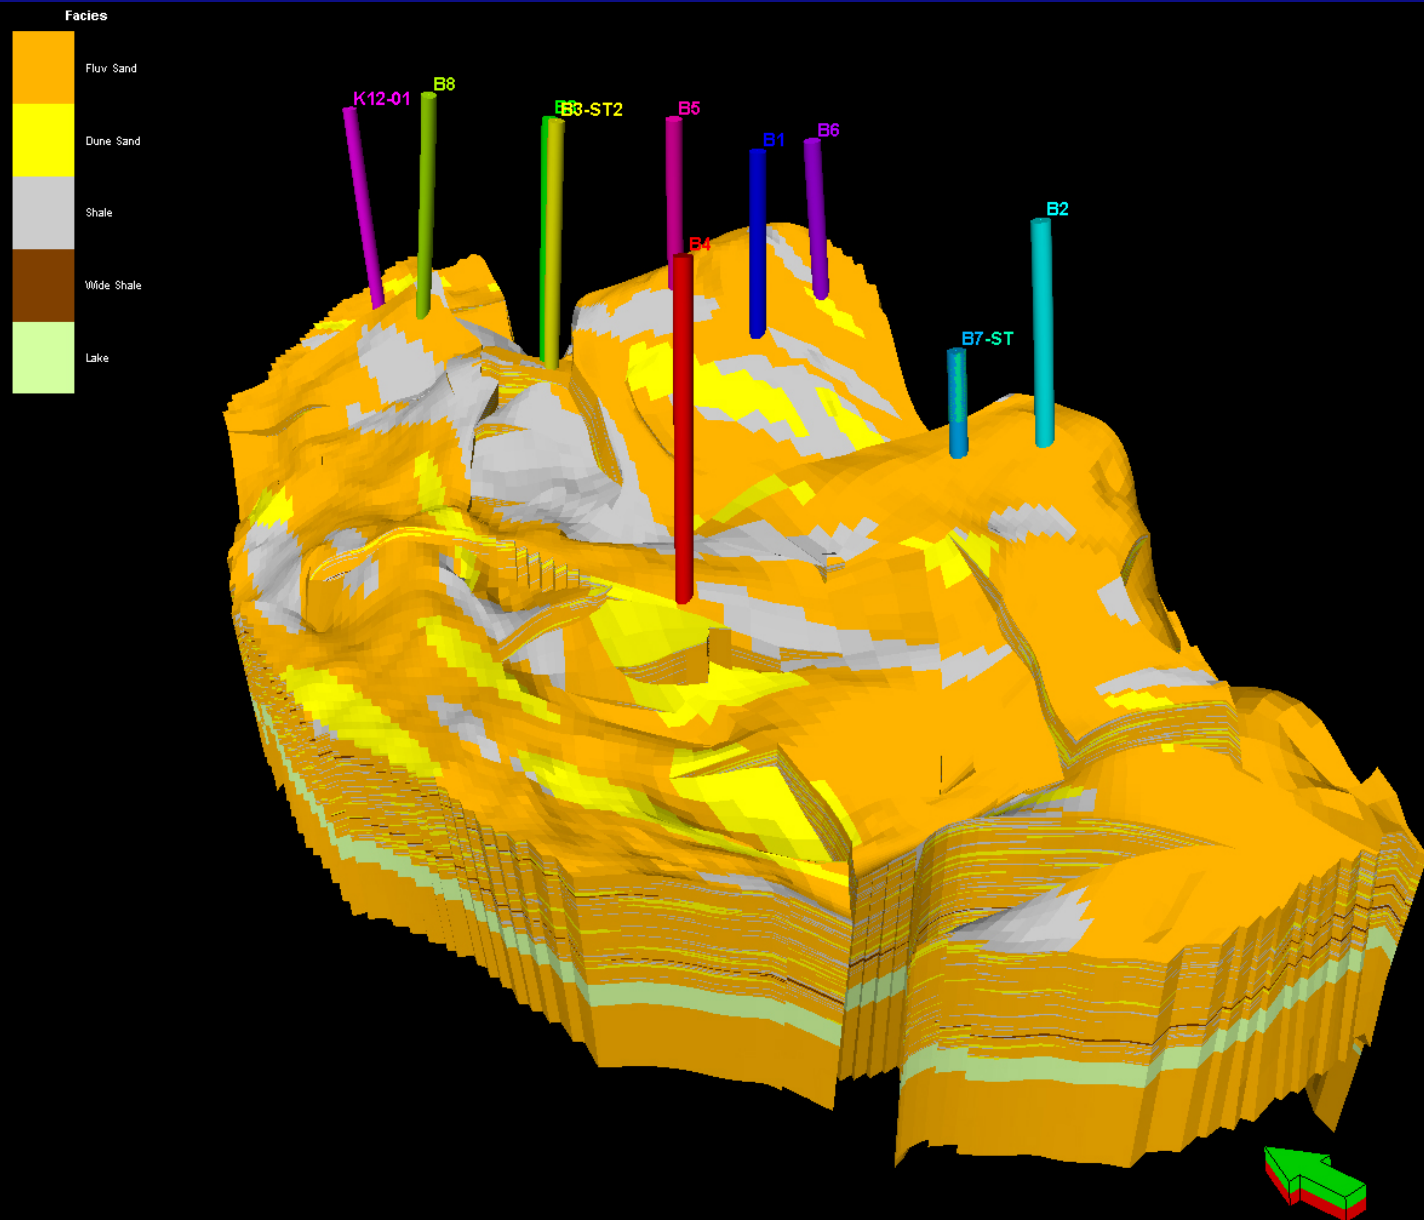 Facies
Fluv Sand
Dune Sand
Shale
Wide Shale
Lake
K12-01
B8
B3-ST2
B5
B1
B6
B4
B2
B7-ST